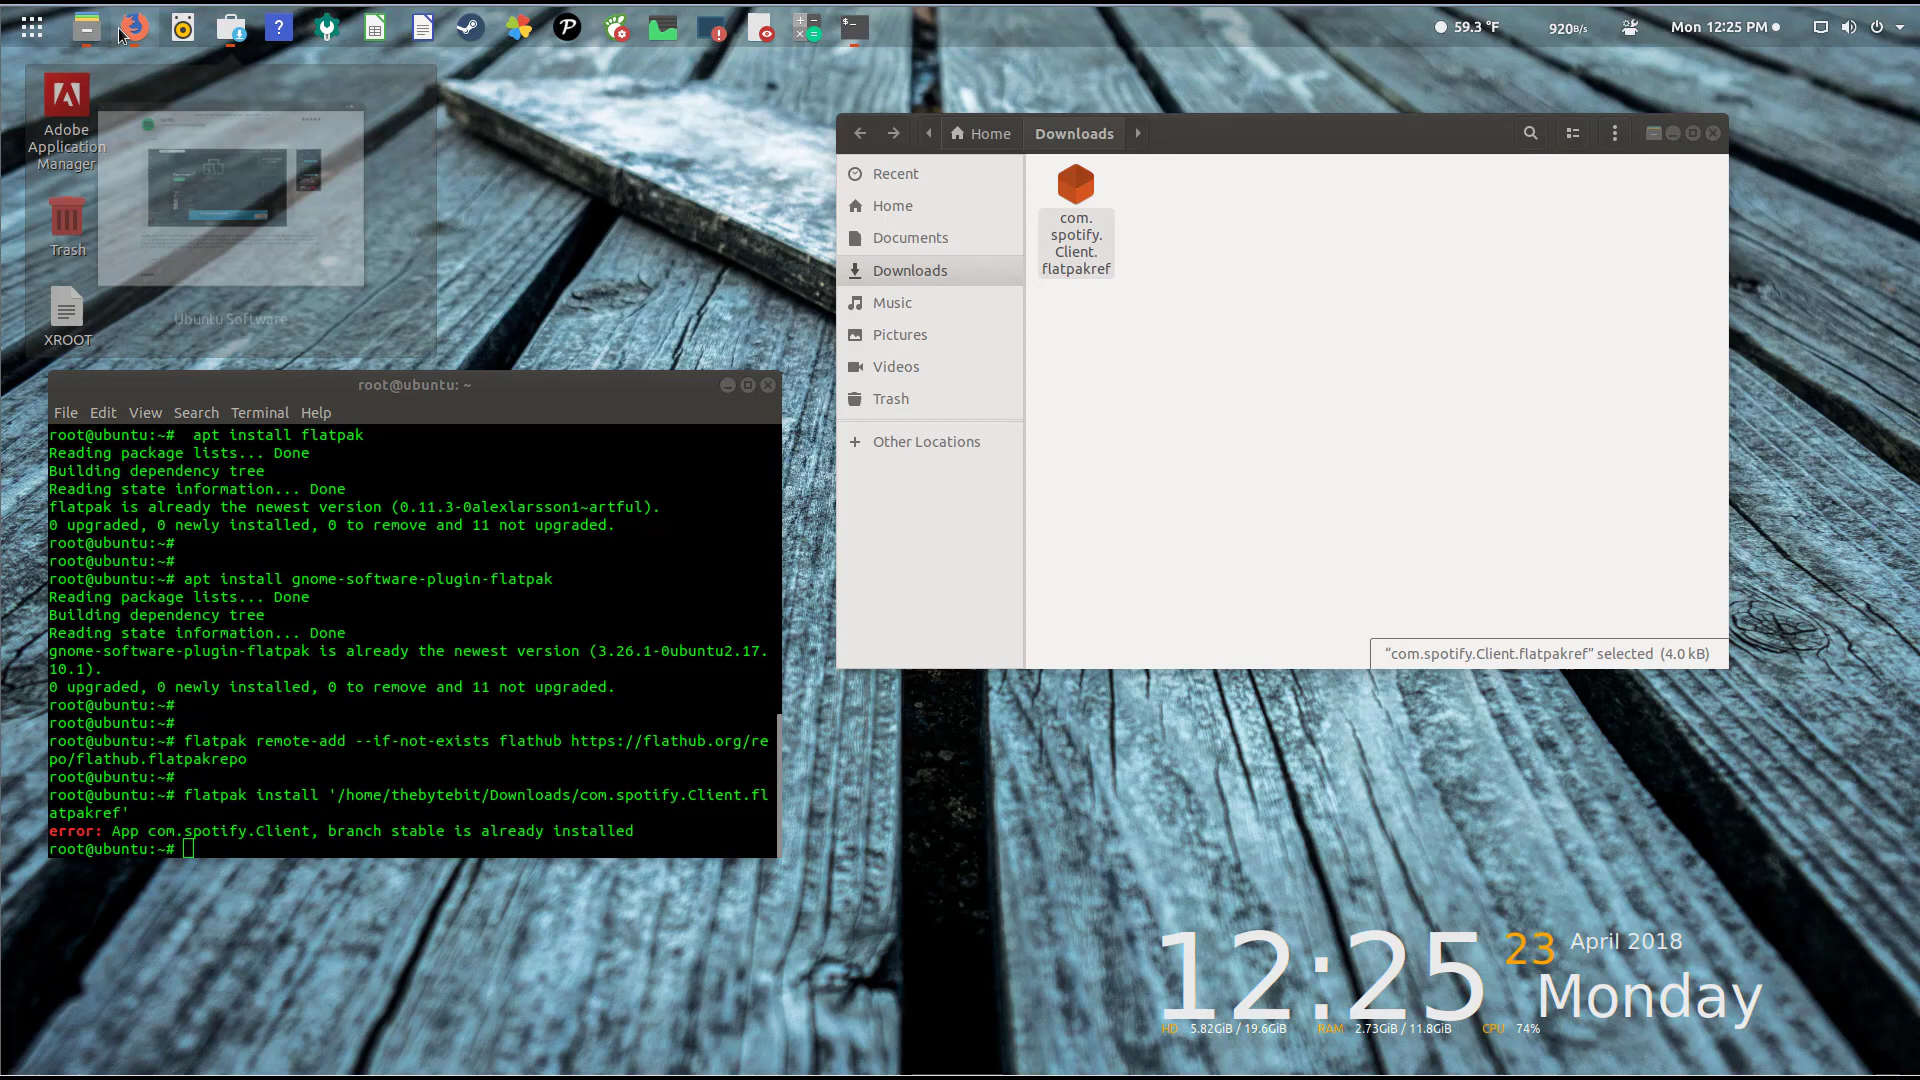 59.3 °F
920B/s
Mon 12:25 PM
Adobe
Application
Manager
Trash
XROOT
Ubuntu Software
Home
Downloads
Recent
Home
Documents
Downloads
Music
Pictures
Videos
Trash
Other Locations
com.
spotify.
Client.
flatpakref
“com.spotify.Client.flatpakref” selected (4.0 kB)
root@ubuntu: ~
File Edit View Search Terminal Help
root@ubuntu:~#  apt install flatpak
Reading package lists... Done
Building dependency tree
Reading state information... Done
flatpak is already the newest version (0.11.3-0alexlarsson1~artful).
0 upgraded, 0 newly installed, 0 to remove and 11 not upgraded.
root@ubuntu:~#
root@ubuntu:~#
root@ubuntu:~# apt install gnome-software-plugin-flatpak
Reading package lists... Done
Building dependency tree
Reading state information... Done
gnome-software-plugin-flatpak is already the newest version (3.26.1-0ubuntu2.17.
10.1).
0 upgraded, 0 newly installed, 0 to remove and 11 not upgraded.
root@ubuntu:~#
root@ubuntu:~#
root@ubuntu:~# flatpak remote-add --if-not-exists flathub https://flathub.org/re
po/flathub.flatpakrepo
root@ubuntu:~#
root@ubuntu:~# flatpak install '/home/thebytebit/Downloads/com.spotify.Client.fl
atpakref'
error: App com.spotify.Client, branch stable is already installed
root@ubuntu:~#
12:25
23
April 2018
Monday
HD 5.82GiB / 19.6GiB RAM 2.73GiB / 11.8GiB CPU 74%